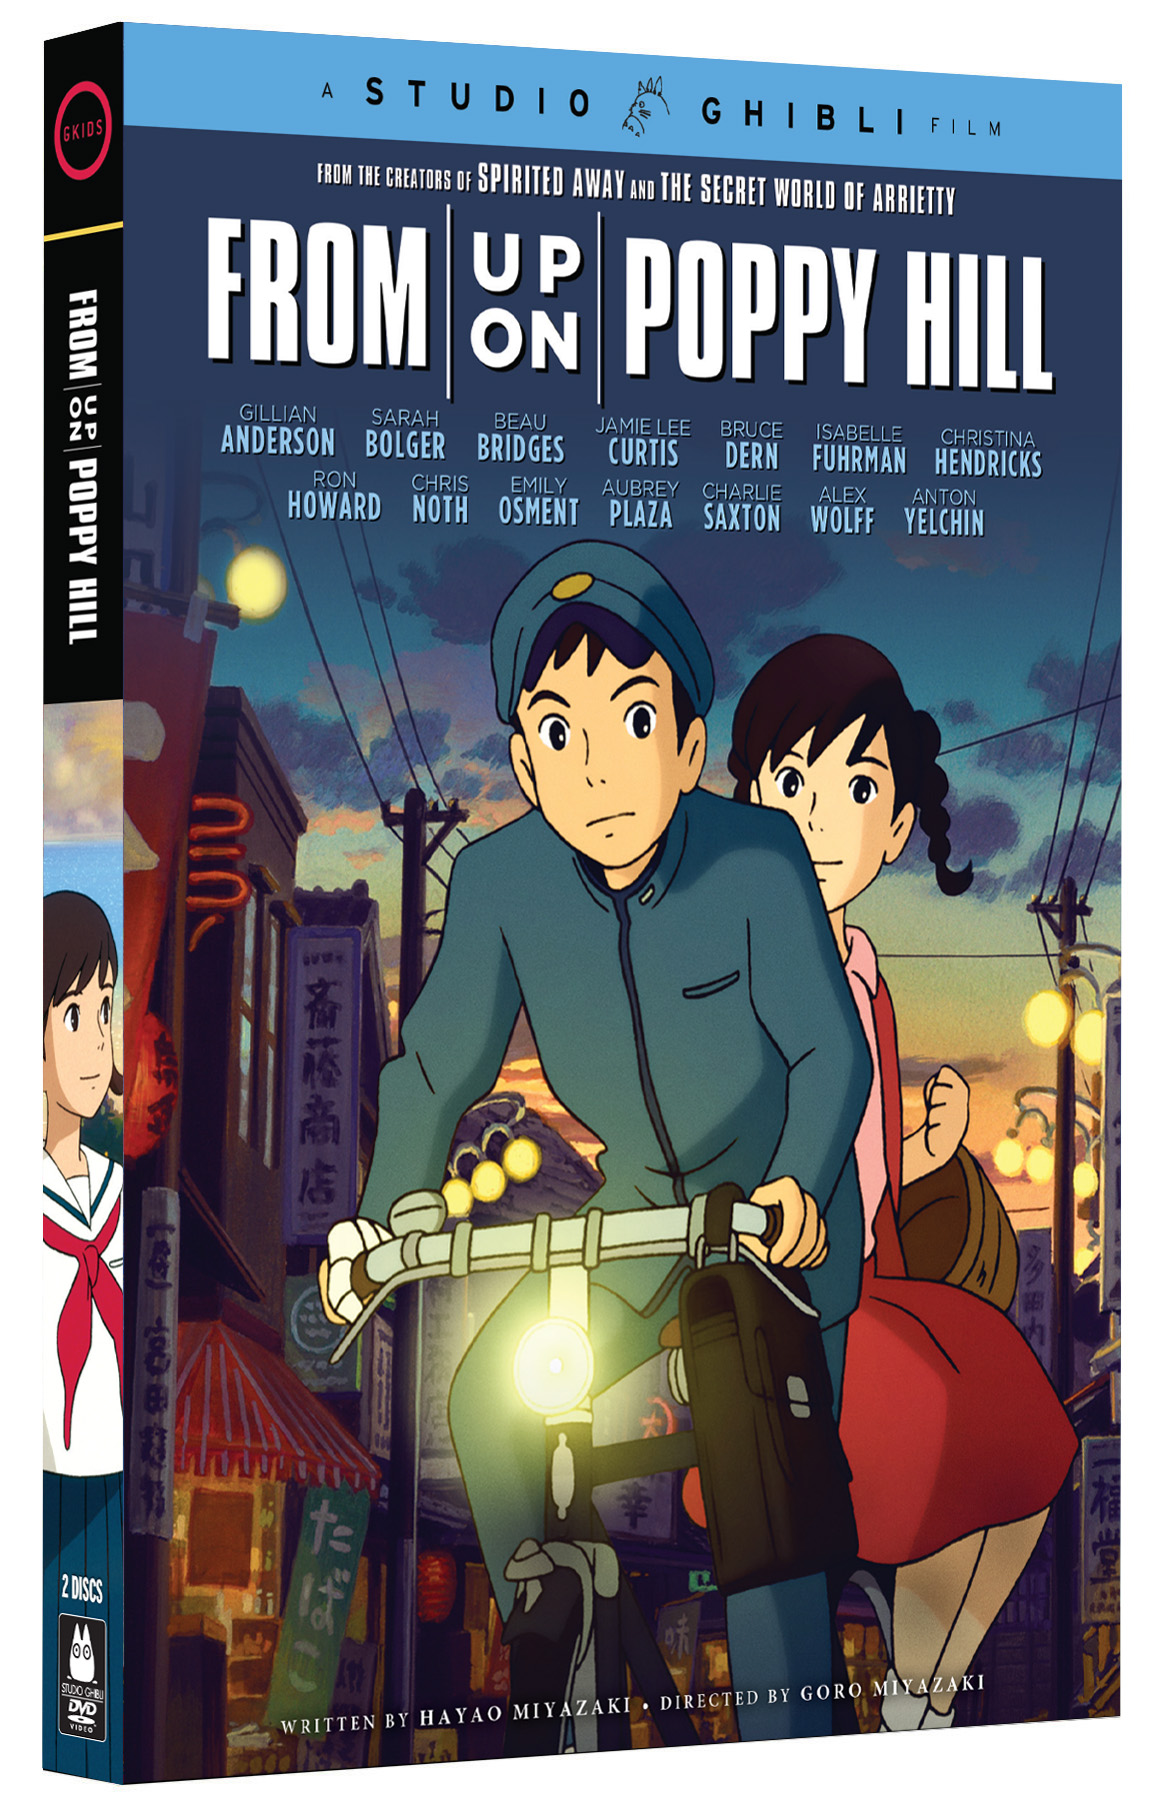 A STUDIO GHIBLI FILM
FROM THE CREATORS OF SPIRITED AWAY AND THE SECRET WORLD OF ARRIETTY
FROM UP ON POPPY HILL
GILLIAN ANDERSON SARAH BOLGER BEAU BRIDGES JAMIE LEE CURTIS BRUCE DERN ISABELLE FUHRMAN CHRISTINA HENDRICKS
RON HOWARD CHRIS NOTH EMILY OSMENT AUBREY PLAZA CHARLIE SAXTON ALEX WOLFF ANTON YELCHIN
斎藤商店
たばこ
華
味
福堂
WRITTEN BY HAYAO MIYAZAKI • DIRECTED BY GORO MIYAZAKI
GKIDS
FROM UP ON POPPY HILL
2 DISCS
STUDIO GHIBLI
DVD
VIDEO